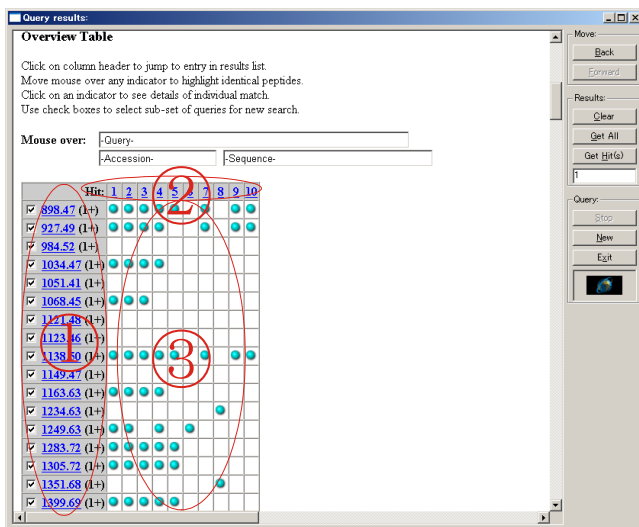 Query results:
Overview Table
Click on column header to jump to entry in results list.
Move mouse over any indicator to highlight identical peptides.
Click on an indicator to see details of individual match.
Use check boxes to select sub-set of queries for new search.
Mouse over: -Query-
-Accession- -Sequence-
Hit: 1 2 3 4 5 6 7 8 9 10
②
898.47 (1+)
927.49 (1+)
984.52 (1+)
1034.47 (1+)
1051.41 (1+)
1068.45 (1+)
1121.48 (1+)
1123.46 (1+)
① ③
1138.60 (1+)
1149.47 (1+)
1163.63 (1+)
1234.63 (1+)
1249.63 (1+)
1283.72 (1+)
1305.72 (1+)
1351.68 (1+)
1399.69 (1+)
Move:
Back
Forward
Results:
Clear
Get All
Get Hit(s)
1
Query:
Stop
New
Exit